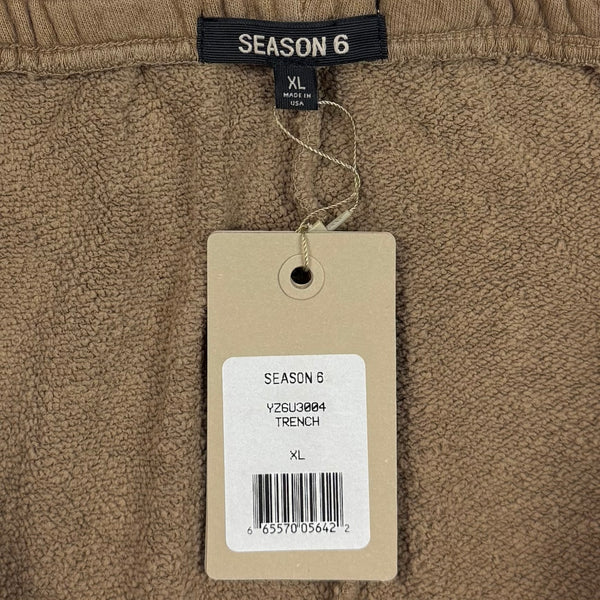 SEASON 6
XL
MADE IN
USA
SEASON 6
YZ6U3004
TRENCH
XL
6 65570 05642 2